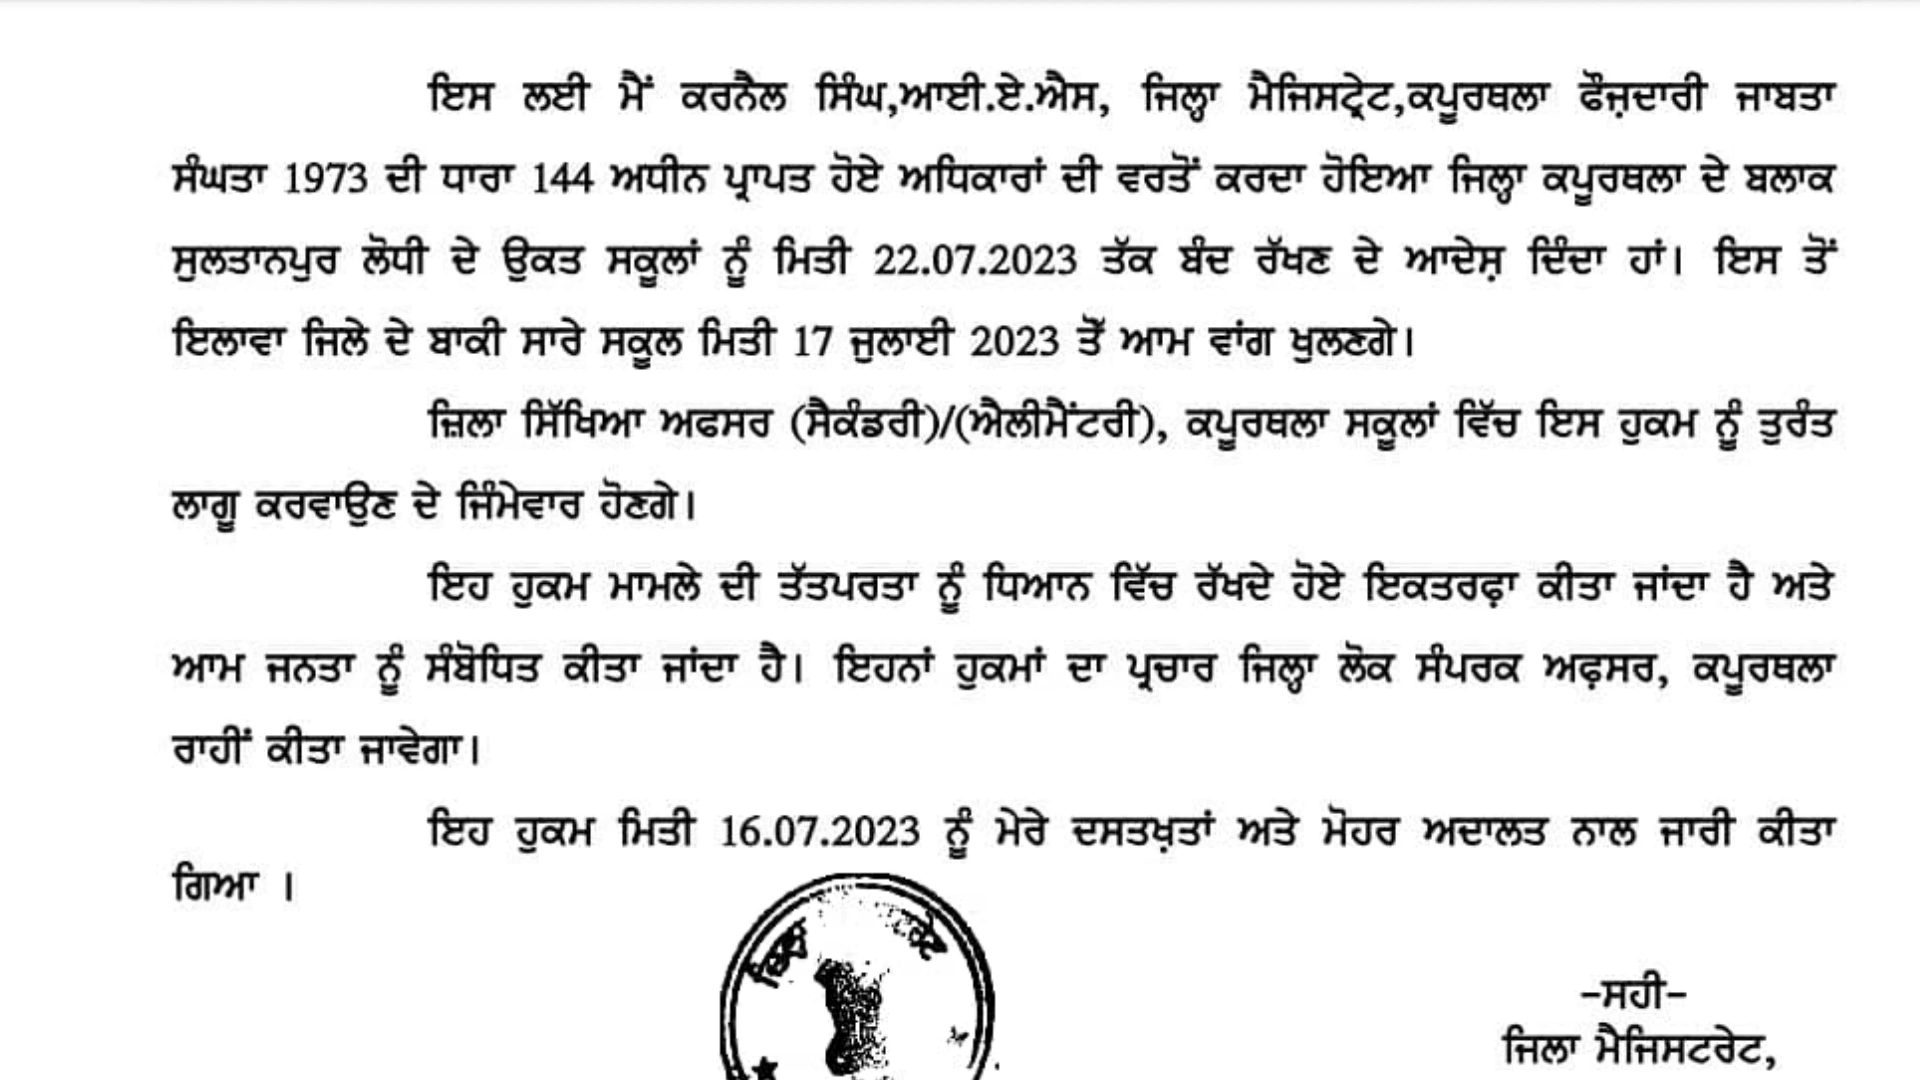 ਇਸ ਲਈ ਮੈਂ ਕਰਨੈਲ ਸਿੰਘ,ਆਈ.ਏ.ਐਸ, ਜਿਲ੍ਹਾ ਮੈਜਿਸਟ੍ਰੇਟ,ਕਪੂਰਥਲਾ ਫੌਜ਼ਦਾਰੀ ਜਾਬਤਾ
ਸੰਘਤਾ 1973 ਦੀ ਧਾਰਾ 144 ਅਧੀਨ ਪ੍ਰਾਪਤ ਹੋਏ ਅਧਿਕਾਰਾਂ ਦੀ ਵਰਤੋਂ ਕਰਦਾ ਹੋਇਆ ਜਿਲ੍ਹਾ ਕਪੂਰਥਲਾ ਦੇ ਬਲਾਕ
ਸੁਲਤਾਨਪੁਰ ਲੋਧੀ ਦੇ ਉਕਤ ਸਕੂਲਾਂ ਨੂੰ ਮਿਤੀ 22.07.2023 ਤੱਕ ਬੰਦ ਰੱਖਣ ਦੇ ਆਦੇਸ਼ ਦਿੰਦਾ ਹਾਂ। ਇਸ ਤੋਂ
ਇਲਾਵਾ ਜਿਲੇ ਦੇ ਬਾਕੀ ਸਾਰੇ ਸਕੂਲ ਮਿਤੀ 17 ਜੁਲਾਈ 2023 ਤੋਂ ਆਮ ਵਾਂਗ ਖੁਲਣਗੇ।
ਜ਼ਿਲਾ ਸਿੱਖਿਆ ਅਫਸਰ (ਸੈਕੰਡਰੀ)/(ਐਲੀਮੈਂਟਰੀ), ਕਪੂਰਥਲਾ ਸਕੂਲਾਂ ਵਿੱਚ ਇਸ ਹੁਕਮ ਨੂੰ ਤੁਰੰਤ
ਲਾਗੂ ਕਰਵਾਉਣ ਦੇ ਜਿੰਮੇਵਾਰ ਹੋਣਗੇ।
ਇਹ ਹੁਕਮ ਮਾਮਲੇ ਦੀ ਤੱਤਪਰਤਾ ਨੂੰ ਧਿਆਨ ਵਿੱਚ ਰੱਖਦੇ ਹੋਏ ਇਕਤਰਫ਼ਾ ਕੀਤਾ ਜਾਂਦਾ ਹੈ ਅਤੇ
ਆਮ ਜਨਤਾ ਨੂੰ ਸੰਬੋਧਿਤ ਕੀਤਾ ਜਾਂਦਾ ਹੈ। ਇਹਨਾਂ ਹੁਕਮਾਂ ਦਾ ਪ੍ਰਚਾਰ ਜਿਲ੍ਹਾ ਲੋਕ ਸੰਪਰਕ ਅਫ਼ਸਰ, ਕਪੂਰਥਲਾ
ਰਾਹੀਂ ਕੀਤਾ ਜਾਵੇਗਾ।
ਇਹ ਹੁਕਮ ਮਿਤੀ 16.07.2023 ਨੂੰ ਮੇਰੇ ਦਸਤਖ਼ਤਾਂ ਅਤੇ ਮੋਹਰ ਅਦਾਲਤ ਨਾਲ ਜਾਰੀ ਕੀਤਾ
ਗਿਆ ।
–ਸਹੀ–
ਜਿਲਾ ਮੈਜਿਸਟਰੇਟ,